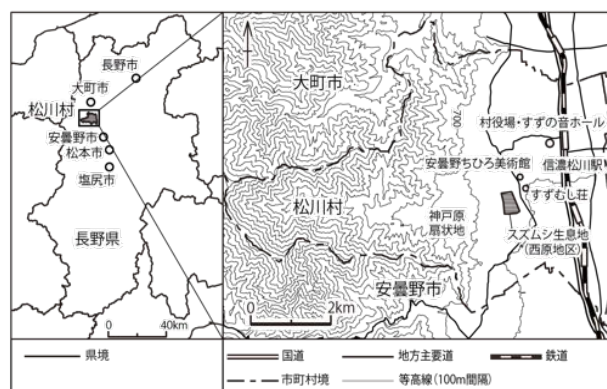 長野市
大町市
松川村
安曇野市
松本市
塩尻市
長野県
0 40km
大町市
700
村役場・すずの音ホール
安曇野ちひろ美術館
信濃松川駅
すずむし荘
松川村
神戸原
扇状地
スズムシ生息地
(西原地区)
安曇野市
0 2km
県境
国道
地方主要道
鉄道
市町村境
等高線(100m間隔)